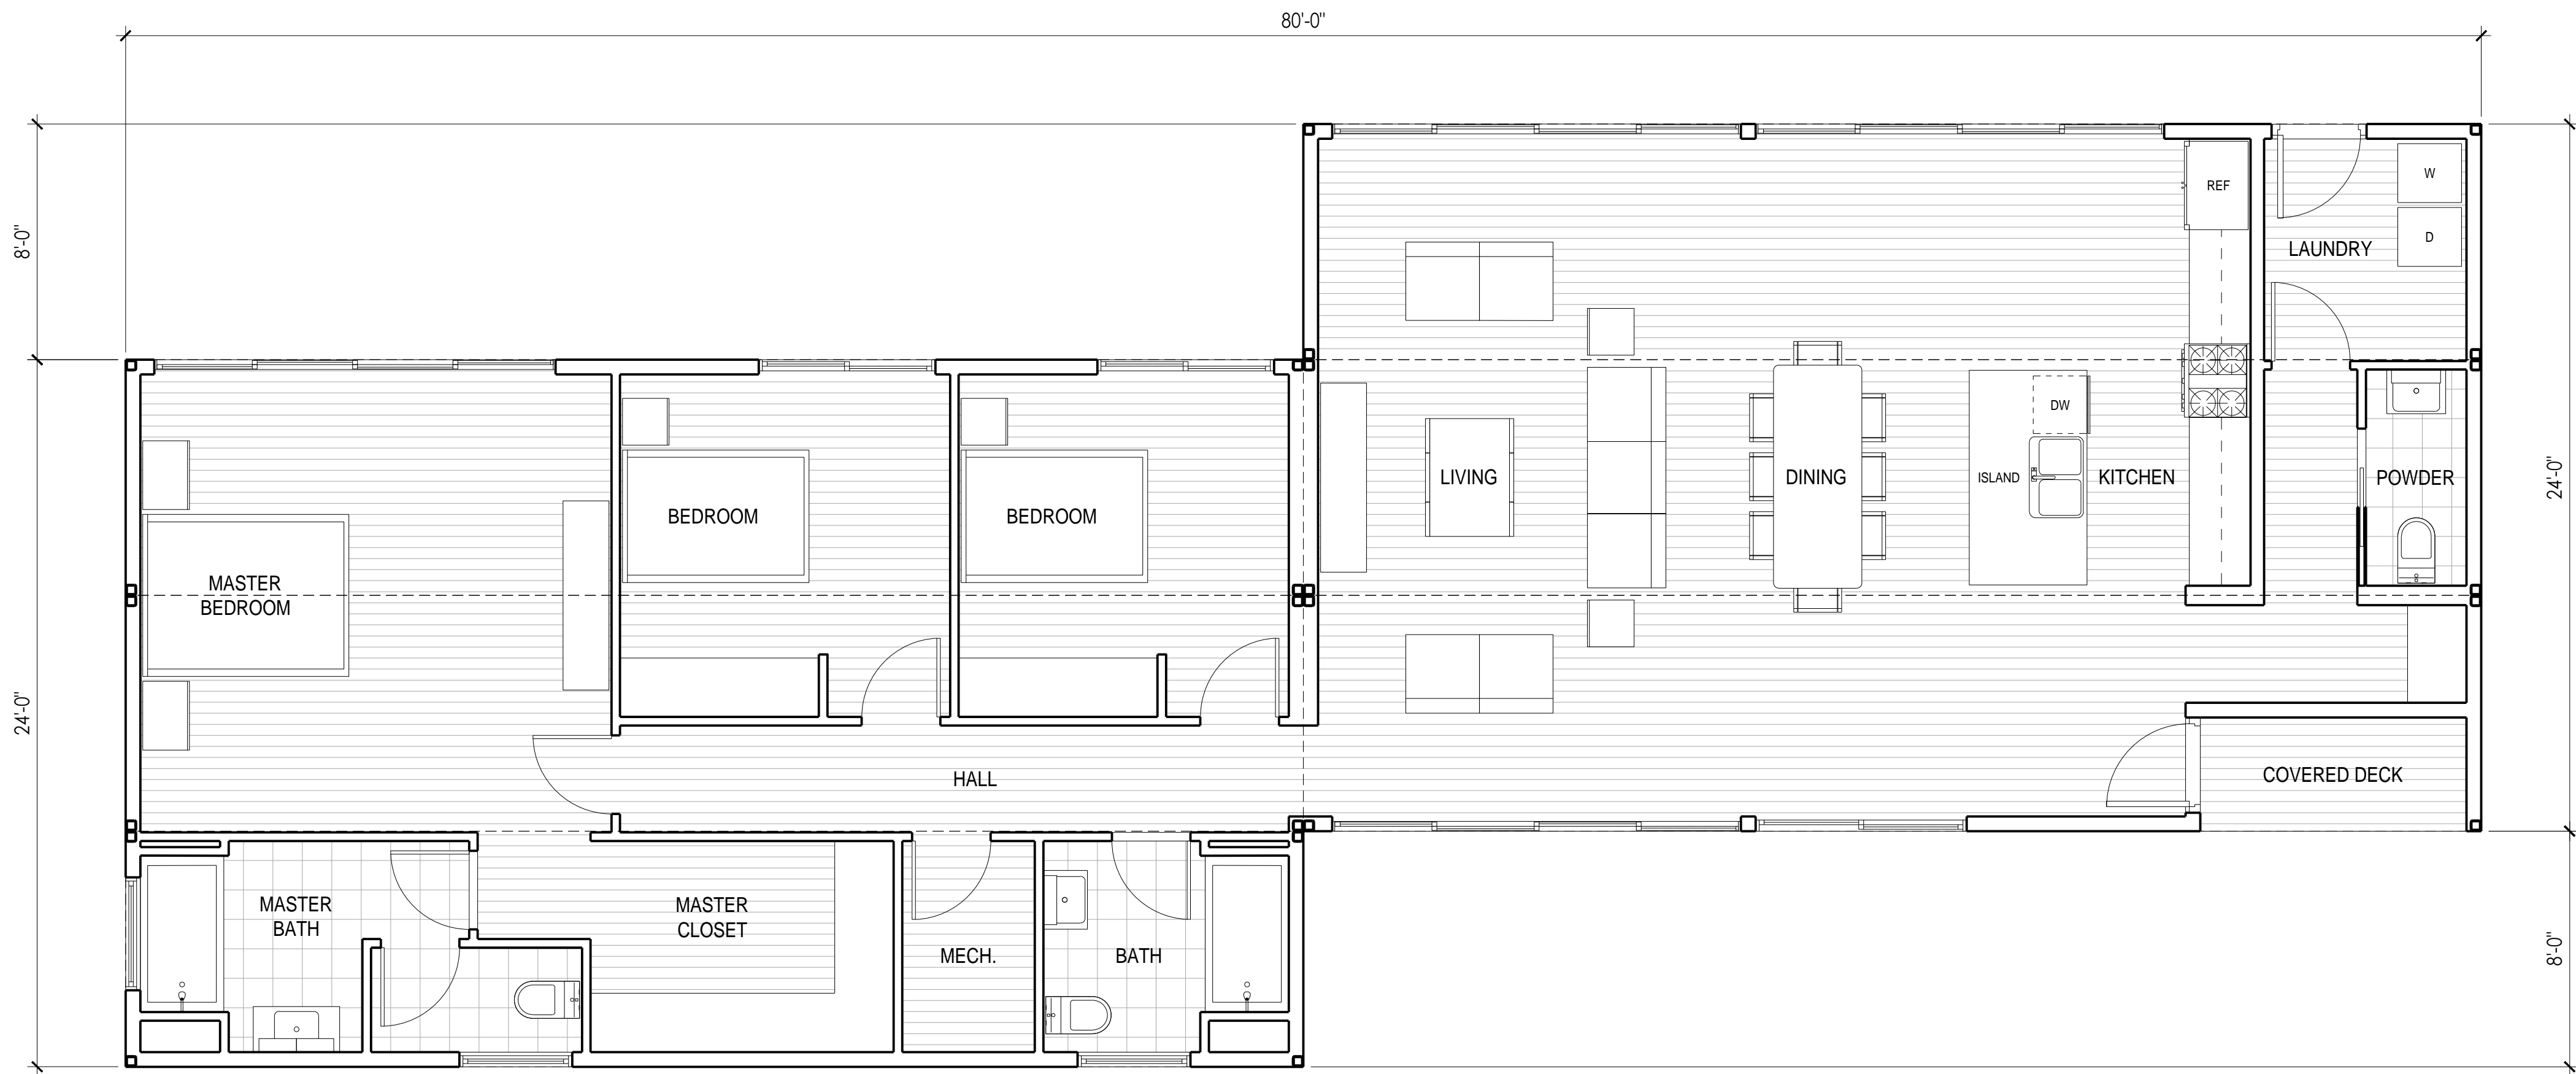 80'-0"
8'-0"
REF
W
D
LAUNDRY
DW
LIVING
DINING
ISLAND
KITCHEN
POWDER
24'-0"
BEDROOM
BEDROOM
MASTER
BEDROOM
24'-0"
HALL
COVERED DECK
MASTER
BATH
MASTER
CLOSET
MECH.
BATH
8'-0"